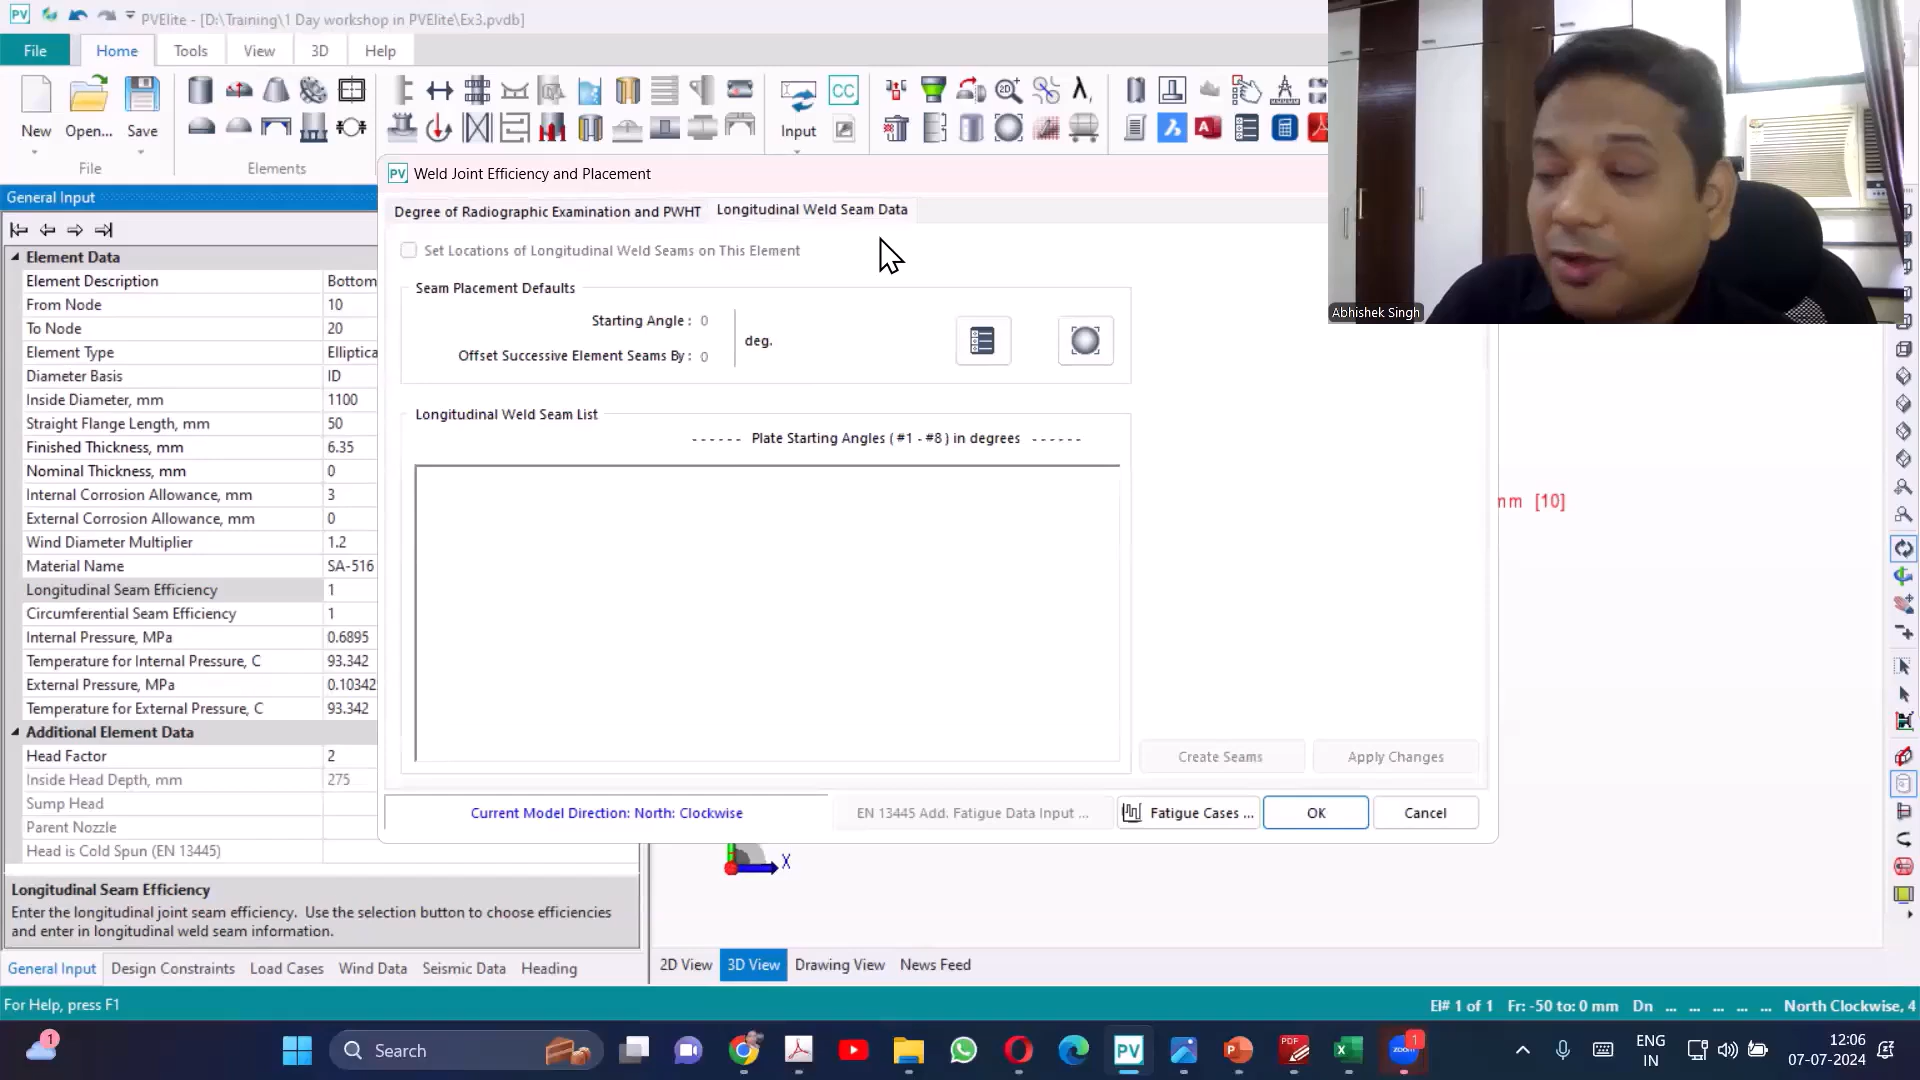 PV
PVElite - [D:\Training\1 Day workshop in PVElite\Ex3.pvdb]
File
Home
Tools
View
3D
Help
New
Open...
Save
CC
Input
File
Elements
Abhishek Singh
General Input
Element Data
Element Description Bottom
From Node 10
To Node 20
Element Type Elliptica
Diameter Basis ID
Inside Diameter, mm 1100
Straight Flange Length, mm 50
Finished Thickness, mm 6.35
Nominal Thickness, mm 0
Internal Corrosion Allowance, mm 3
External Corrosion Allowance, mm 0
Wind Diameter Multiplier 1.2
Material Name SA-516
Longitudinal Seam Efficiency 1
Circumferential Seam Efficiency 1
Internal Pressure, MPa 0.6895
Temperature for Internal Pressure, C 93.342
External Pressure, MPa 0.10342
Temperature for External Pressure, C 93.342
Additional Element Data
Head Factor 2
Inside Head Depth, mm 275
Sump Head
Parent Nozzle
Head is Cold Spun (EN 13445)
Longitudinal Seam Efficiency
Enter the longitudinal joint seam efficiency. Use the selection button to choose efficiencies
and enter in longitudinal weld seam information.
General Input
Design Constraints
Load Cases
Wind Data
Seismic Data
Heading
PV Weld Joint Efficiency and Placement
Degree of Radiographic Examination and PWHT
Longitudinal Weld Seam Data
Set Locations of Longitudinal Weld Seams on This Element
Seam Placement Defaults
Starting Angle : 0
deg.
Offset Successive Element Seams By : 0
Longitudinal Weld Seam List
------ Plate Starting Angles ( #1 - #8 ) in degrees ------
Create Seams
Apply Changes
Current Model Direction: North: Clockwise
EN 13445 Add. Fatigue Data Input ...
Fatigue Cases ...
OK
Cancel
mm [10]
X
2D View
3D View
Drawing View
News Feed
For Help, press F1
El# 1 of 1
Fr: -50 to: 0 mm
Dn
...
...
...
...
...
North Clockwise, 4
1
Search
PV
PDF
zoom
1
ENG
IN
12:06
07-07-2024